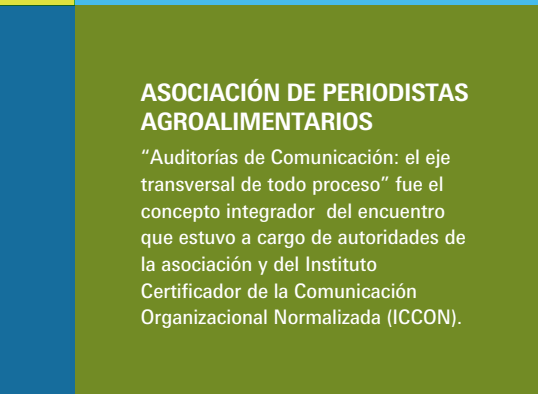 ASOCIACIÓN DE PERIODISTAS
AGROALIMENTARIOS
“Auditorías de Comunicación: el eje
transversal de todo proceso” fue el
concepto integrador  del encuentro
que estuvo a cargo de autoridades de
la asociación y del Instituto
Certificador de la Comunicación
Organizacional Normalizada (ICCON).